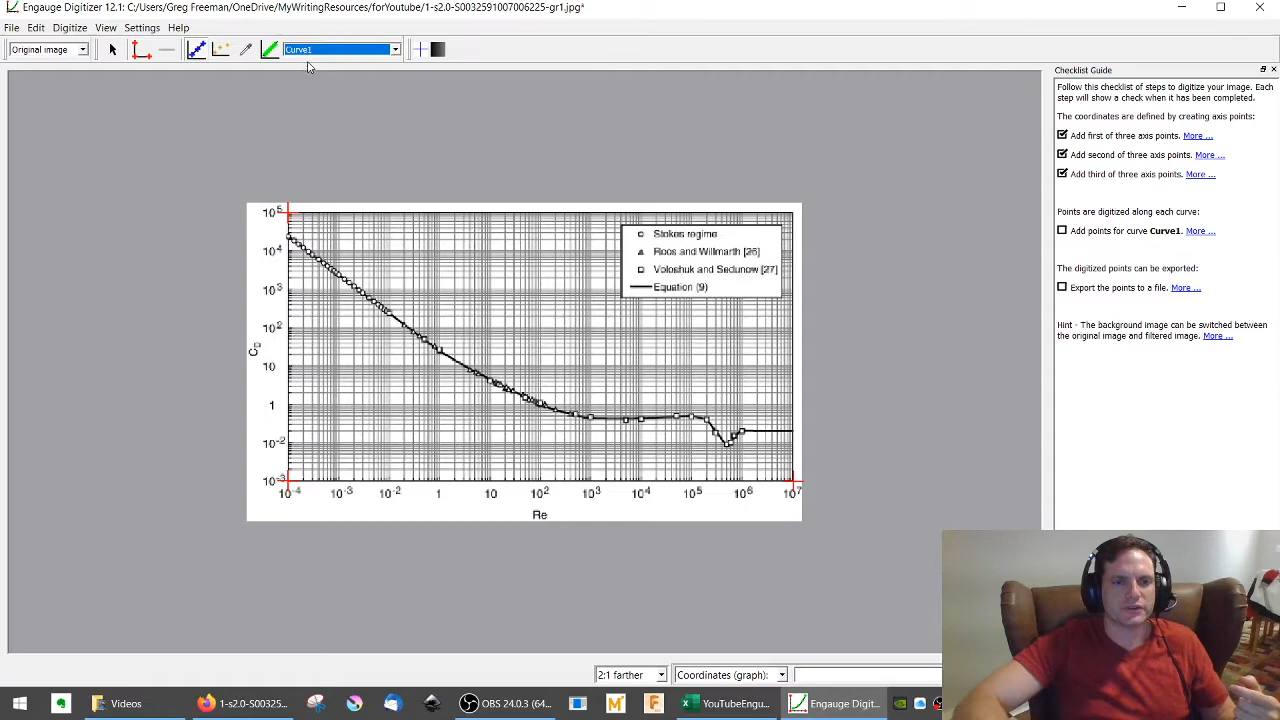 Engauge Digitizer 12.1: C:/Users/Greg Freeman/OneDrive/MyWritingResources/forYoutube/1-s2.0-S0032591007006225-gr1.jpg*
File Edit Digitize View Settings Help
Original image
Curve1
Checklist Guide
Follow this checklist of steps to digitize your image. Each
step will show a check when it has been completed.
The coordinates are defined by creating axis points:
Add first of three axis points. More ...
Add second of three axis points. More ...
Add third of three axis points. More ...
Points are digitized along each curve:
Add points for curve Curve1. More ...
The digitized points can be exported:
Export the points to a file. More ...
Hint - The background image can be switched between
the original image and filtered image. More ...
10^5
10^4
10^3
10^2
10
1
10^-2
10^-3
C_D
Stokes regime
Roos and Willmarth [26]
Voloshuk and Sedunow [27]
Equation (9)
10^-4 10^-3 10^-2 1 10 10^2 10^3 10^4 10^5 10^6 10^7
Re
2:1 farther
Coordinates (graph):
Videos
1-s2.0-S00325...
OBS 24.0.3 (64...
YouTubeEngu...
Engauge Digit...